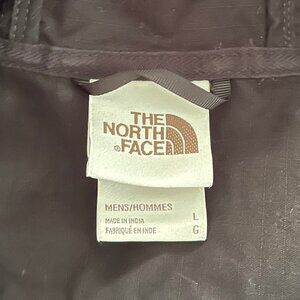 THE
NORTH
®FACE
MENS/HOMMES
MADE IN INDIA L
FABRIQUÉ EN INDE G